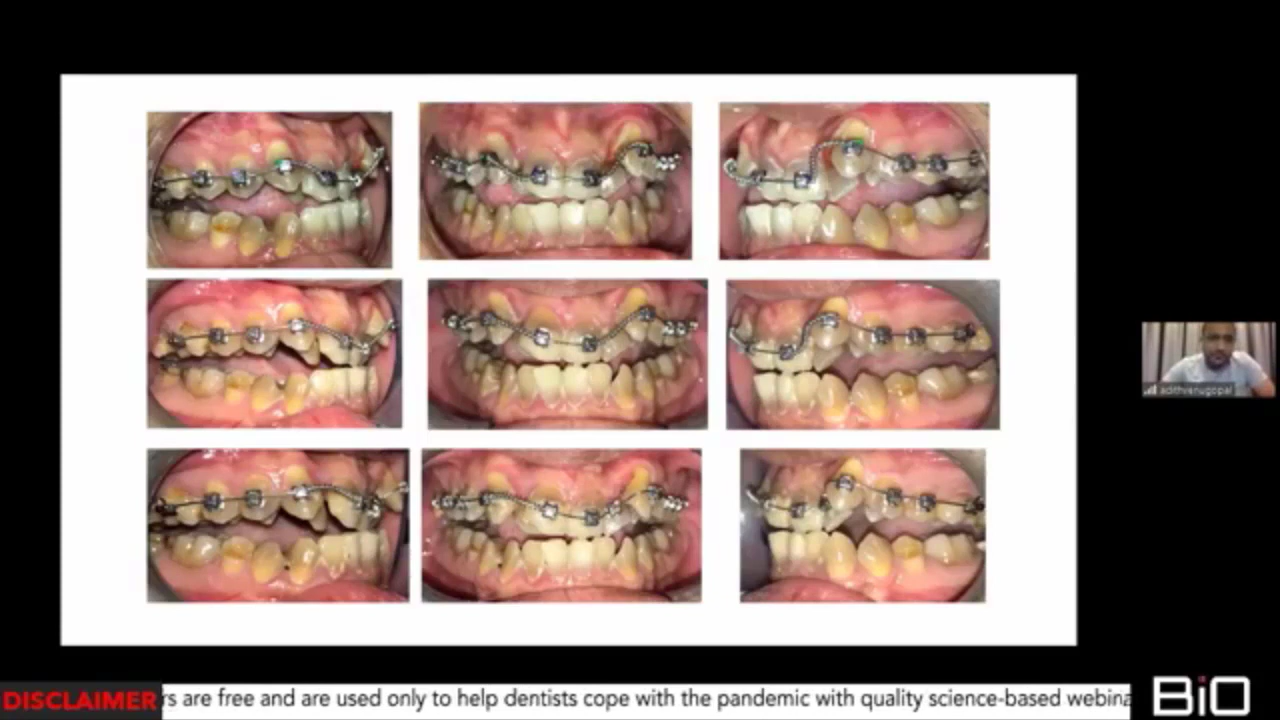 adithvenugopal
DISCLAIMER rs are free and are used only to help dentists cope with the pandemic with quality science-based webina
BiO